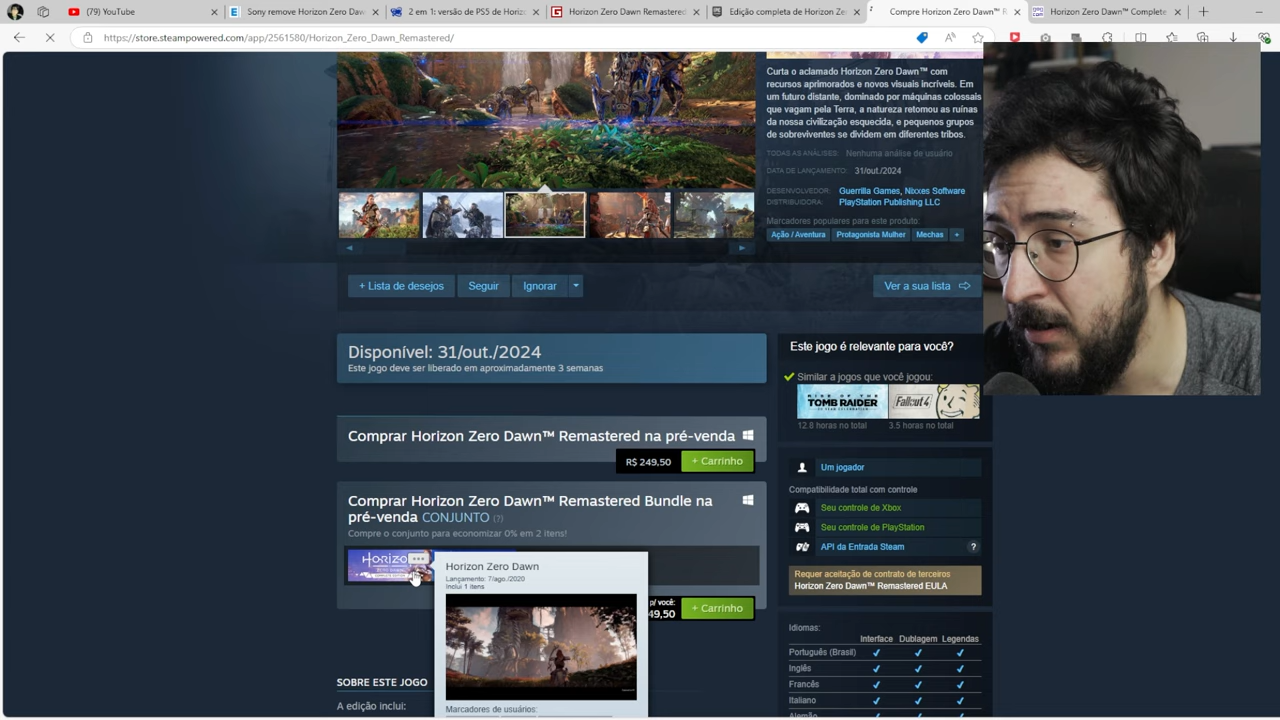 (79) YouTube
Sony remove Horizon Zero Daw
2 em 1: versão de PS5 de Horizo
Horizon Zero Dawn Remastered
Edição completa de Horizon Ze
Compre Horizon Zero Dawn™ R
Horizon Zero Dawn™ Complete
https://store.steampowered.com/app/2561580/Horizon_Zero_Dawn_Remastered/
Curta o aclamado Horizon Zero Dawn™ com
recursos aprimorados e novos visuais incríveis. Em
um futuro distante, dominado por máquinas colossais
que vagam pela Terra, a natureza retomou as ruínas
da nossa civilização esquecida, e pequenos grupos
de sobreviventes se dividem em diferentes tribos.
TODAS AS ANÁLISES: Nenhuma análise de usuário
DATA DE LANÇAMENTO: 31/out./2024
DESENVOLVEDOR: Guerrilla Games, Nixxes Software
DISTRIBUIDORA: PlayStation Publishing LLC
Marcadores populares para este produto:
Ação / Aventura Protagonista Mulher Mechas +
+ Lista de desejos Seguir Ignorar
Ver a sua lista
Disponível: 31/out./2024
Este jogo deve ser liberado em aproximadamente 3 semanas
Comprar Horizon Zero Dawn™ Remastered na pré-venda
R$ 249,50 + Carrinho
Comprar Horizon Zero Dawn™ Remastered Bundle na
pré-venda CONJUNTO (?)
Compre o conjunto para economizar 0% em 2 itens!
HORIZO
p/ você:
49,50 + Carrinho
Horizon Zero Dawn
Lançamento: 7/ago./2020
Inclui 1 itens
Marcadores de usuários:
SOBRE ESTE JOGO
A edição inclui:
Este jogo é relevante para você?
Similar a jogos que você jogou:
RISE OF THE
TOMB RAIDER
Fallout 4
12.8 horas no total 3.5 horas no total
Um jogador
Compatibilidade total com controle
Seu controle de Xbox
Seu controle de PlayStation
API da Entrada Steam ?
Requer aceitação de contrato de terceiros
Horizon Zero Dawn™ Remastered EULA
Idiomas:
Interface Dublagem Legendas
Português (Brasil) ✔ ✔ ✔
Inglês ✔ ✔ ✔
Francês ✔ ✔ ✔
Italiano ✔ ✔ ✔
Alemão